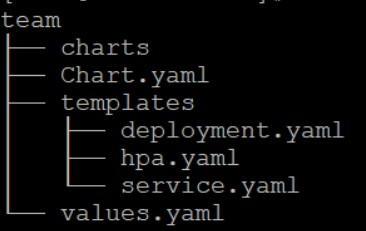 team
├── charts
├── Chart.yaml
├── templates
│   ├── deployment.yaml
│   ├── hpa.yaml
│   └── service.yaml
└── values.yaml